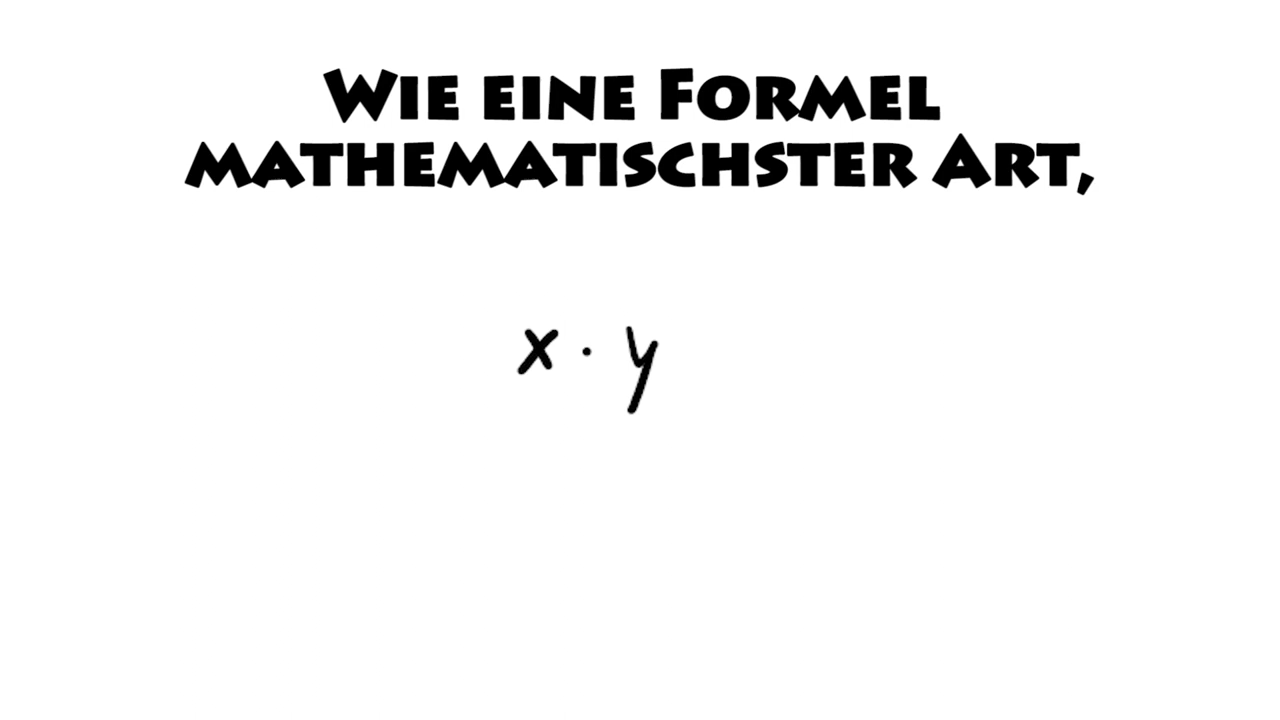 Wie eine Formel
mathematischster Art,
x · y